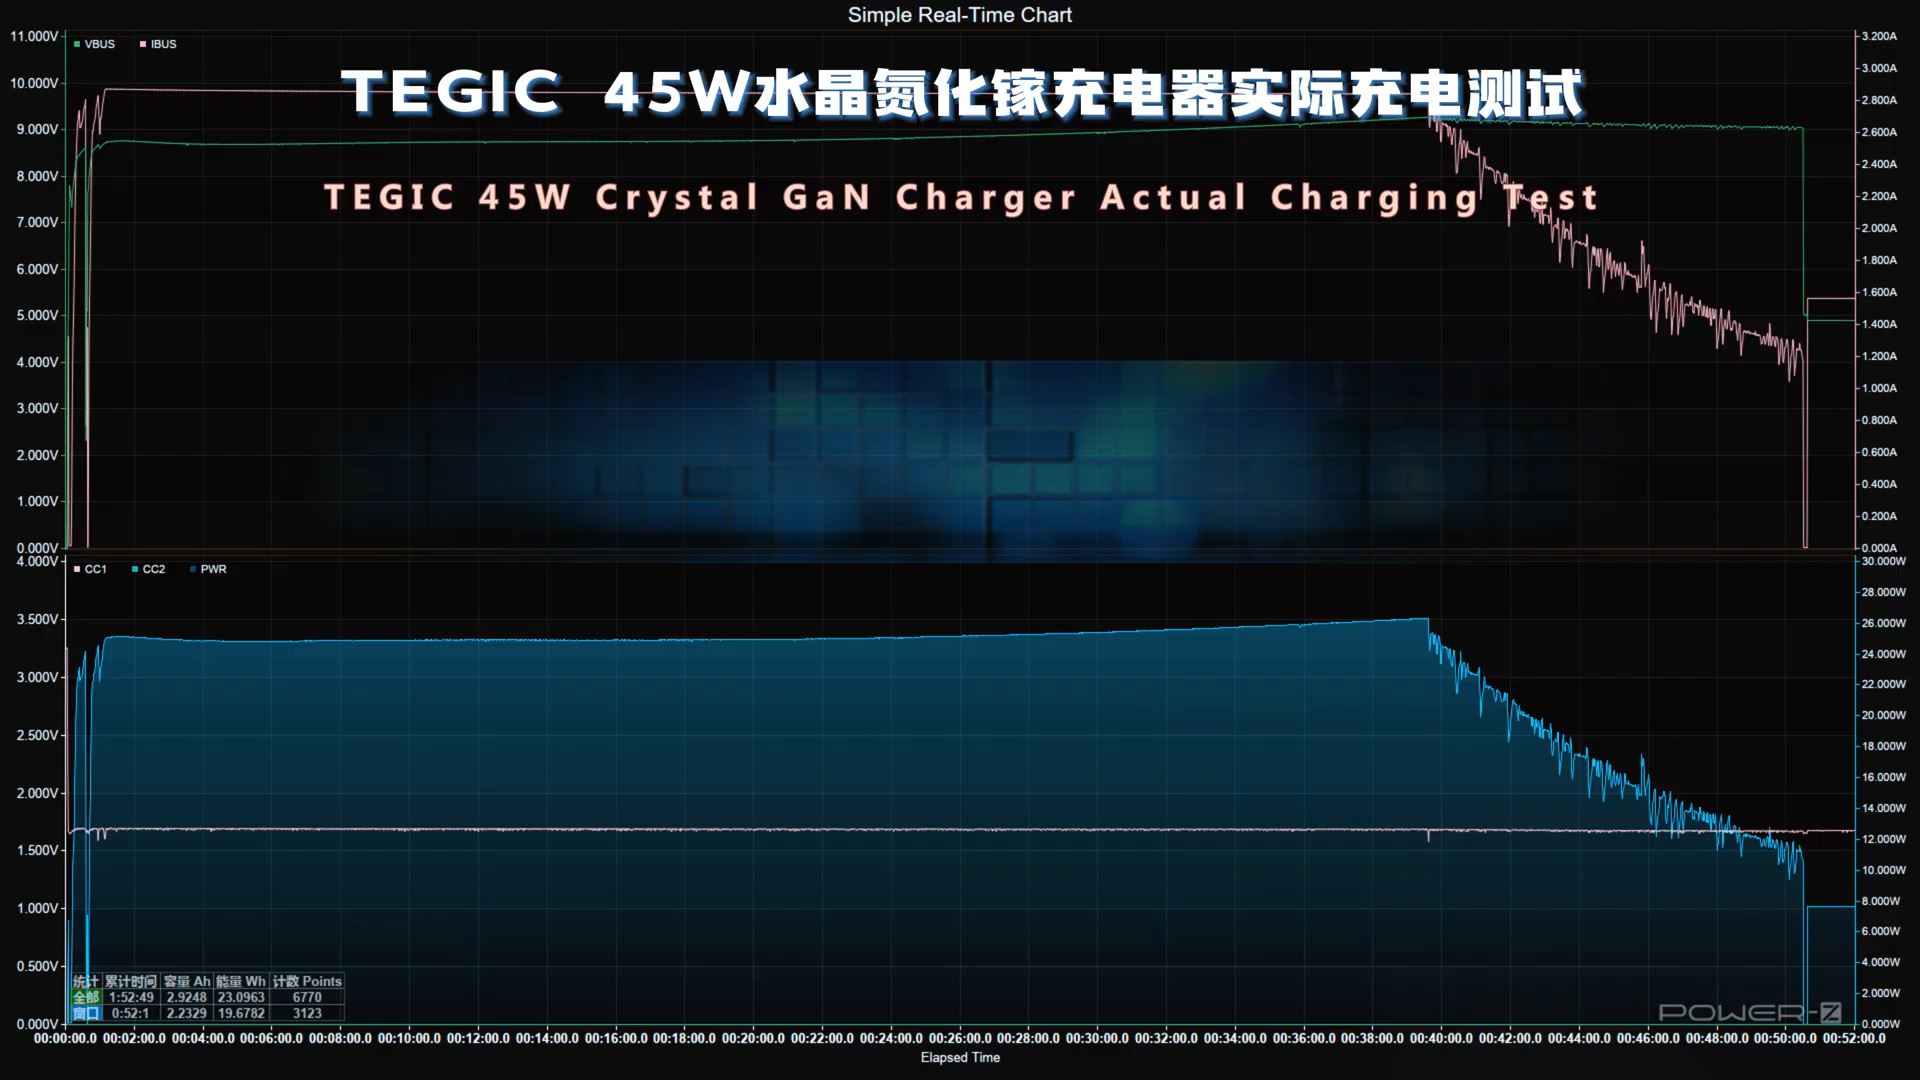 Simple Real-Time Chart
VBUS IBUS
TEGIC 45W水晶氮化镓充电器实际充电测试
TEGIC 45W Crystal GaN Charger Actual Charging Test
11.000V
10.000V
9.000V
8.000V
7.000V
6.000V
5.000V
4.000V
3.000V
2.000V
1.000V
0.000V
3.200A
3.000A
2.800A
2.600A
2.400A
2.200A
2.000A
1.800A
1.600A
1.400A
1.200A
1.000A
0.800A
0.600A
0.400A
0.200A
0.000A
CC1 CC2 PWR
4.000V
3.500V
3.000V
2.500V
2.000V
1.500V
1.000V
0.500V
0.000V
30.000W
28.000W
26.000W
24.000W
22.000W
20.000W
18.000W
16.000W
14.000W
12.000W
10.000W
8.000W
6.000W
4.000W
2.000W
0.000W
统计 累计时间 容量 Ah 能量 Wh 计数 Points
全部 1:52:49 2.9248 23.0963 6770
窗口 0:52:1 2.2329 19.6782 3123
POWER-Z
00:00:00.0 00:02:00.0 00:04:00.0 00:06:00.0 00:08:00.0 00:10:00.0 00:12:00.0 00:14:00.0 00:16:00.0 00:18:00.0 00:20:00.0 00:22:00.0 00:24:00.0 00:26:00.0 00:28:00.0 00:30:00.0 00:32:00.0 00:34:00.0 00:36:00.0 00:38:00.0 00:40:00.0 00:42:00.0 00:44:00.0 00:46:00.0 00:48:00.0 00:50:00.0 00:52:00.0
Elapsed Time